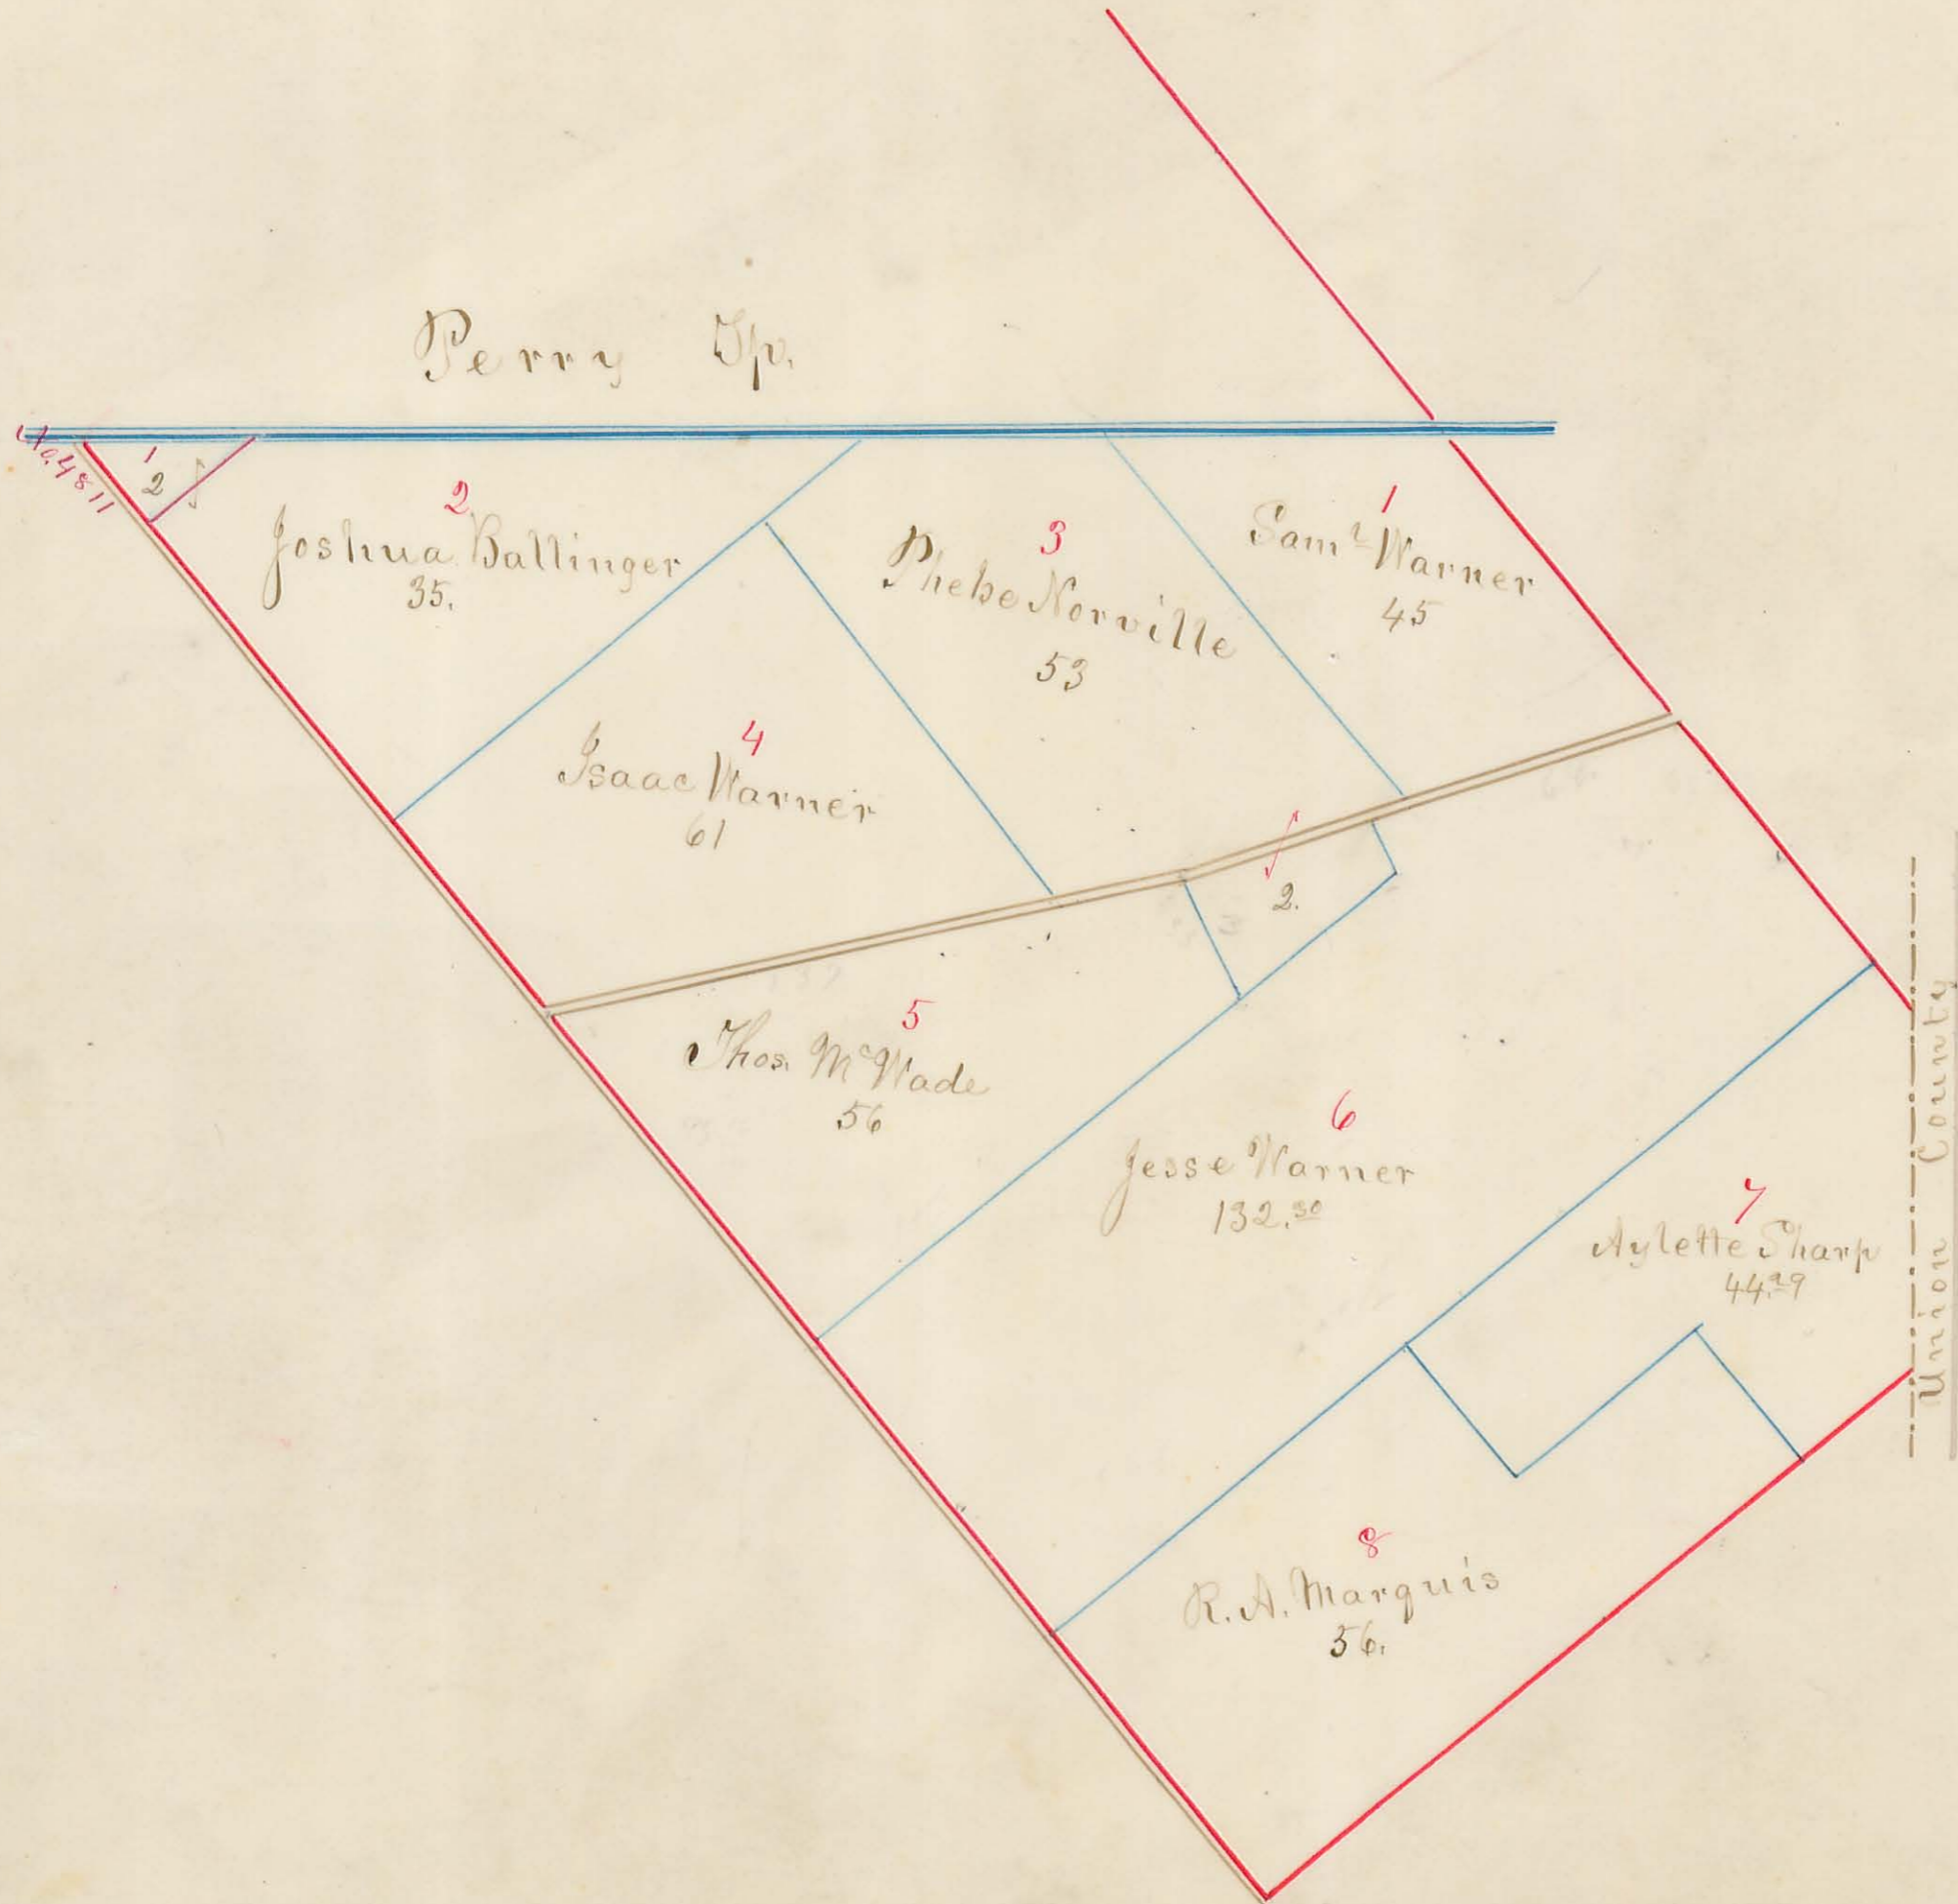 Perry Tp.
No. 4811
1
2
2
Joshua Ballinger
35.
3
Phebe Norville
53
1
Saml Warner
45
4
Isaac Warner
61
2.
5
Thos. McWade
56
6
Jesse Warner
132.30
7
Aylette Sharp
44.29
Union County
8
R. A. Marquis
56.